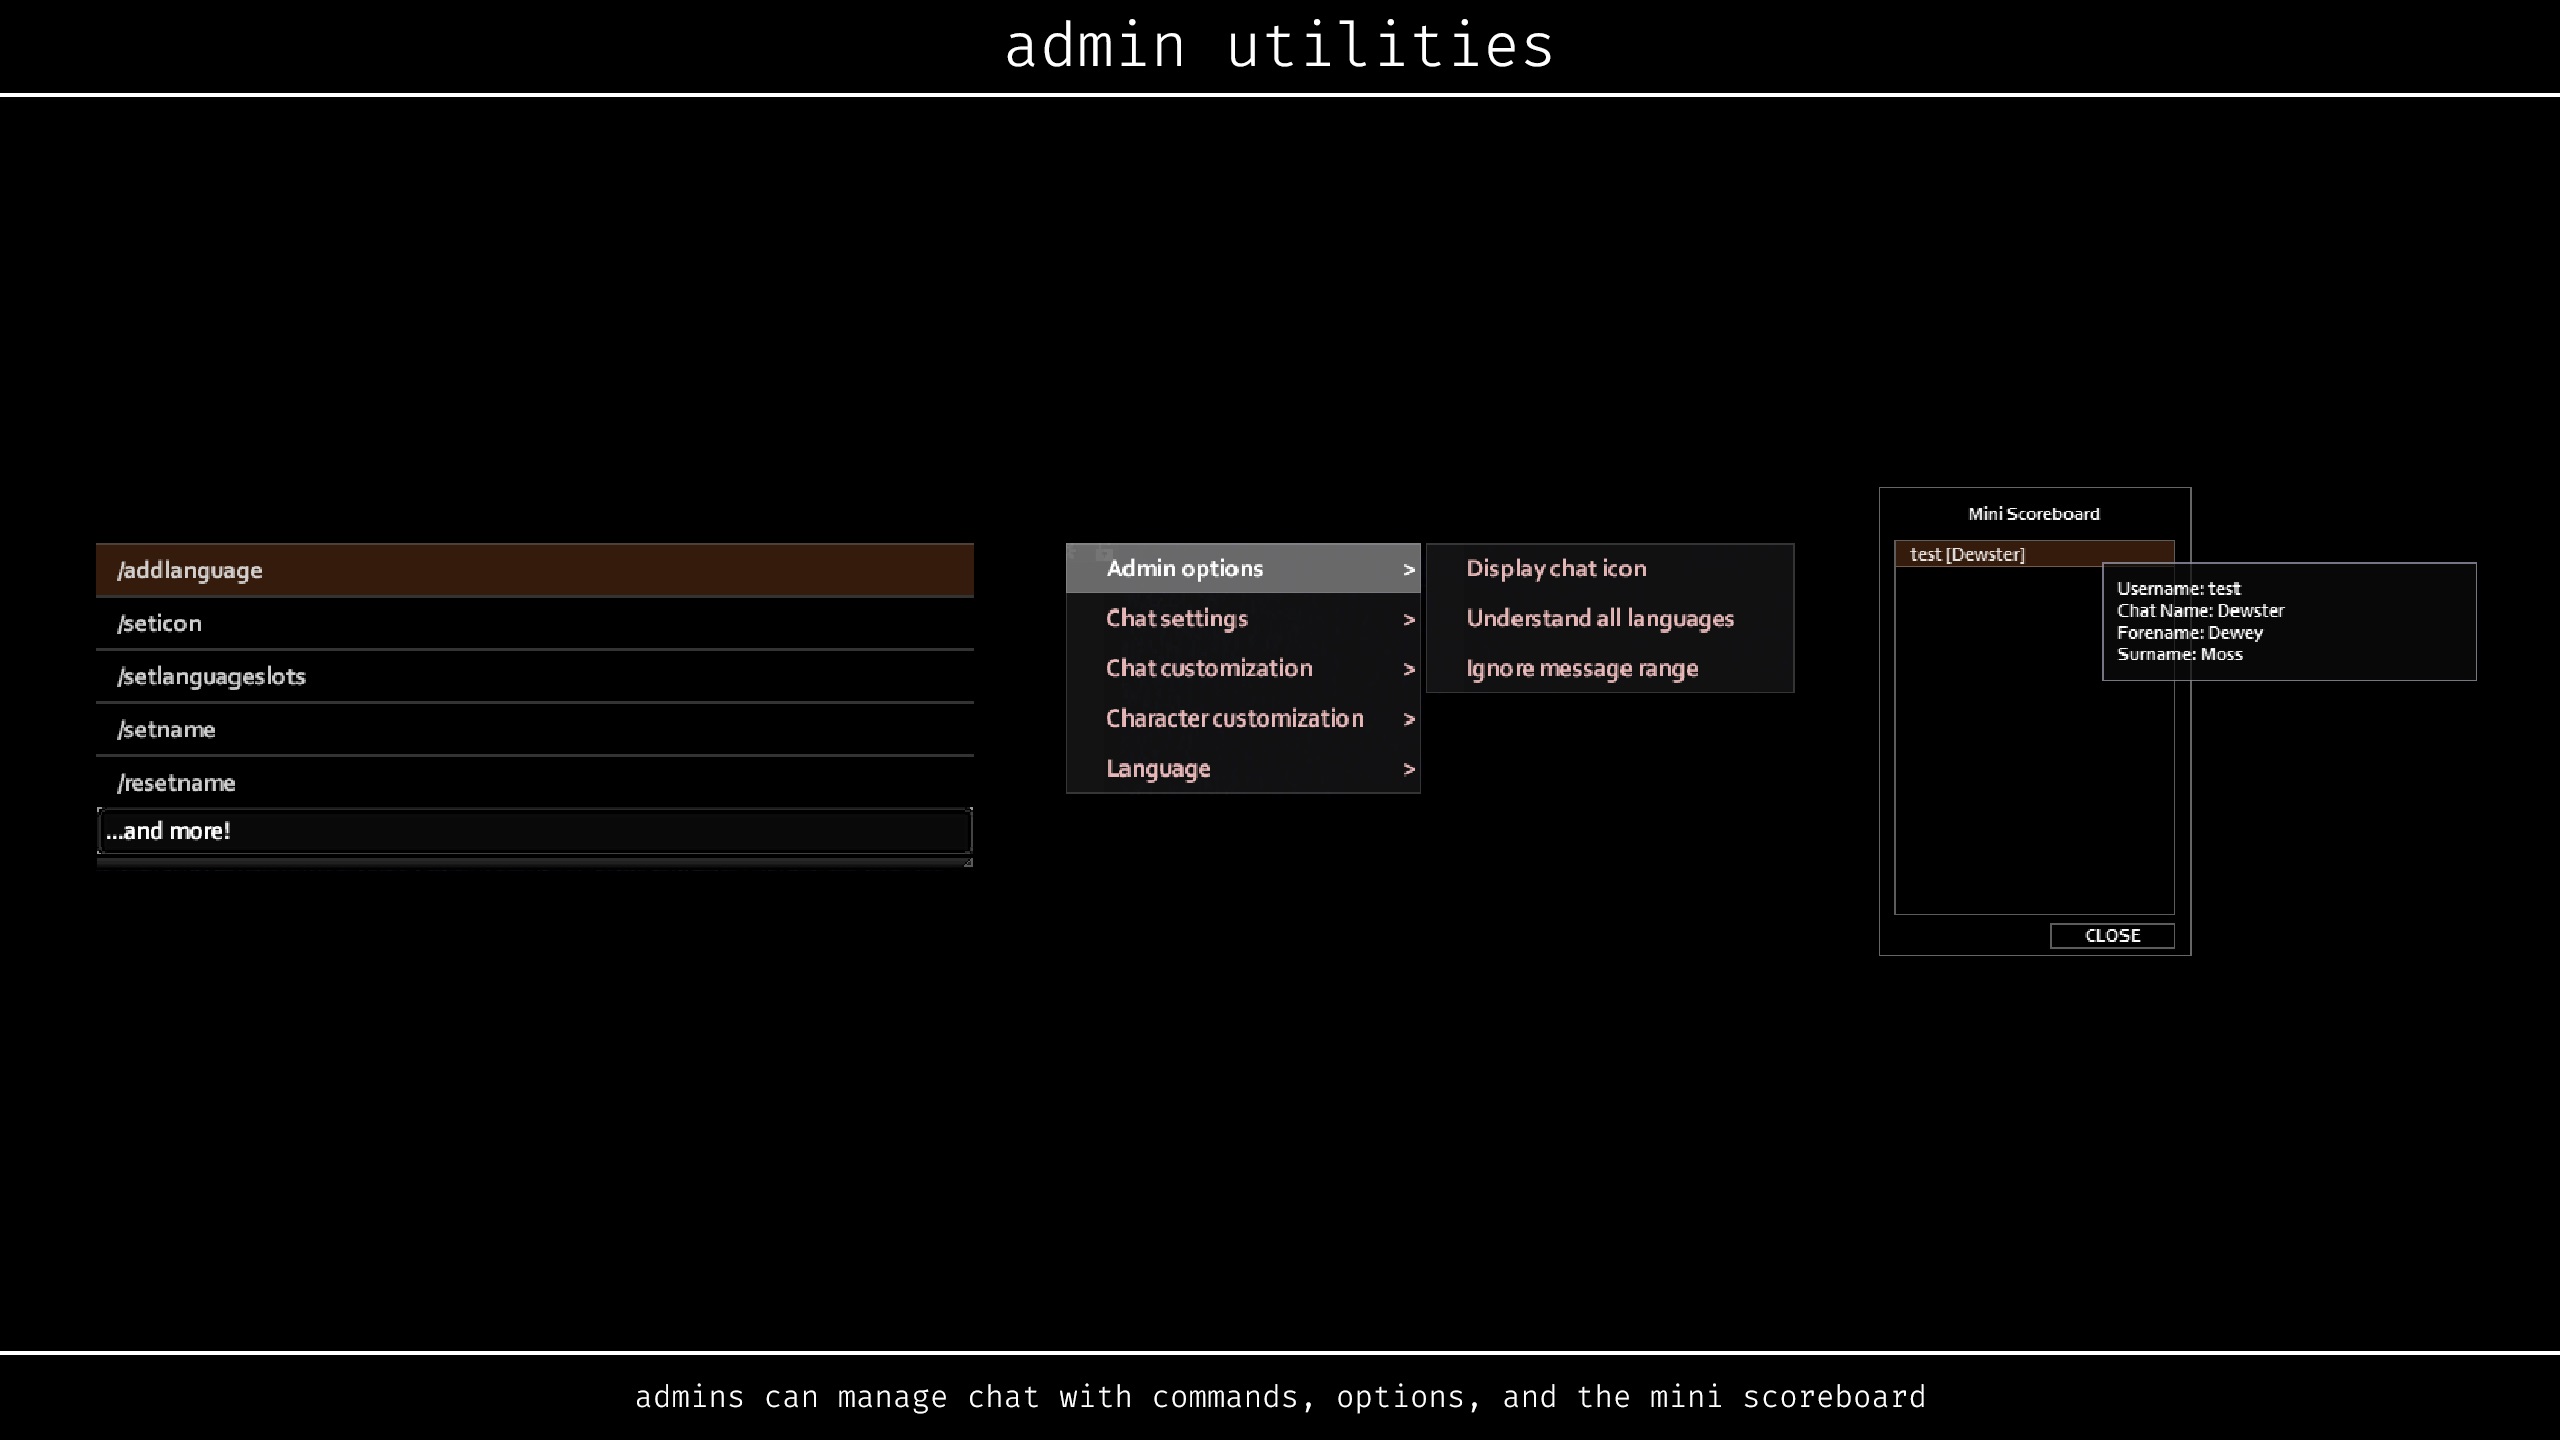 admin utilities
/addlanguage
/seticon
/setlanguageslots
/setname
/resetname
...and more!
Admin options >
Chat settings >
Chat customization >
Character customization >
Language >
Display chat icon
Understand all languages
Ignore message range
Mini Scoreboard
test [Dewster]
Username: test
Chat Name: Dewster
Forename: Dewey
Surname: Moss
CLOSE
admins can manage chat with commands, options, and the mini scoreboard